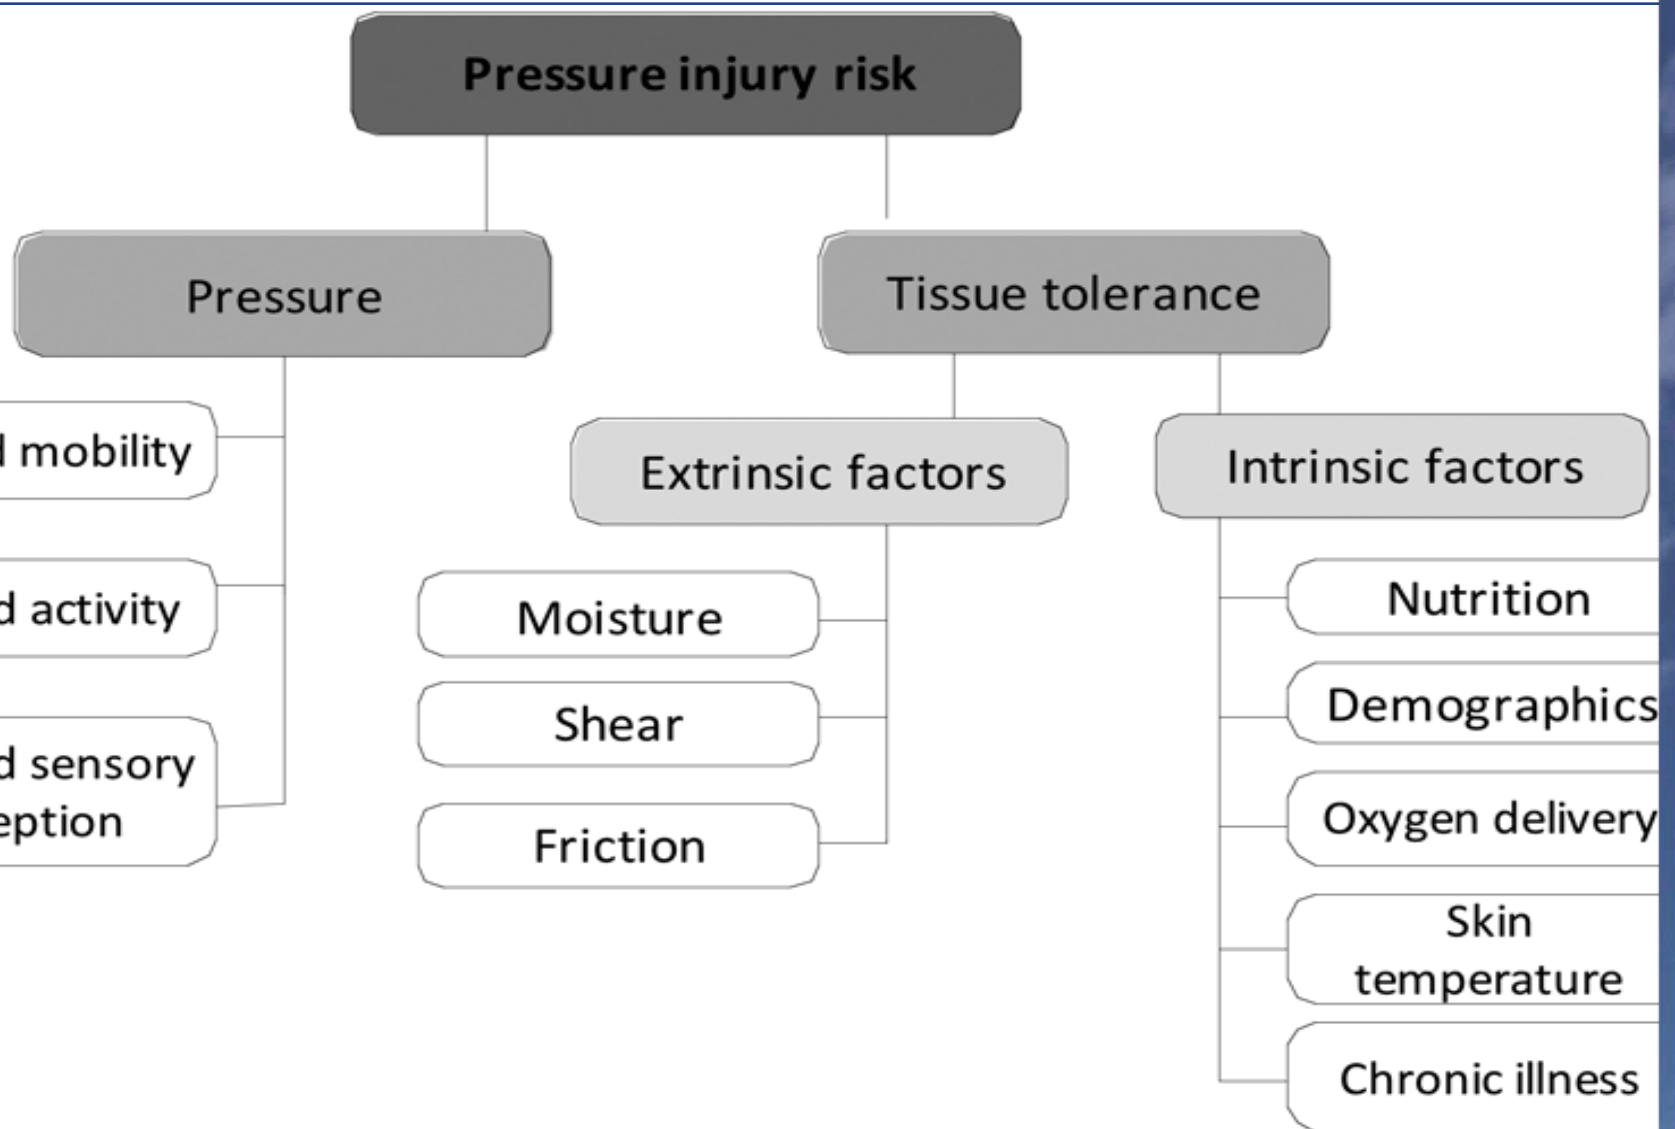 Pressure injury risk
Pressure
Tissue tolerance
d mobility
d activity
d sensory
eption
Extrinsic factors
Moisture
Shear
Friction
Intrinsic factors
Nutrition
Demographics
Oxygen delivery
Skin
temperature
Chronic illness